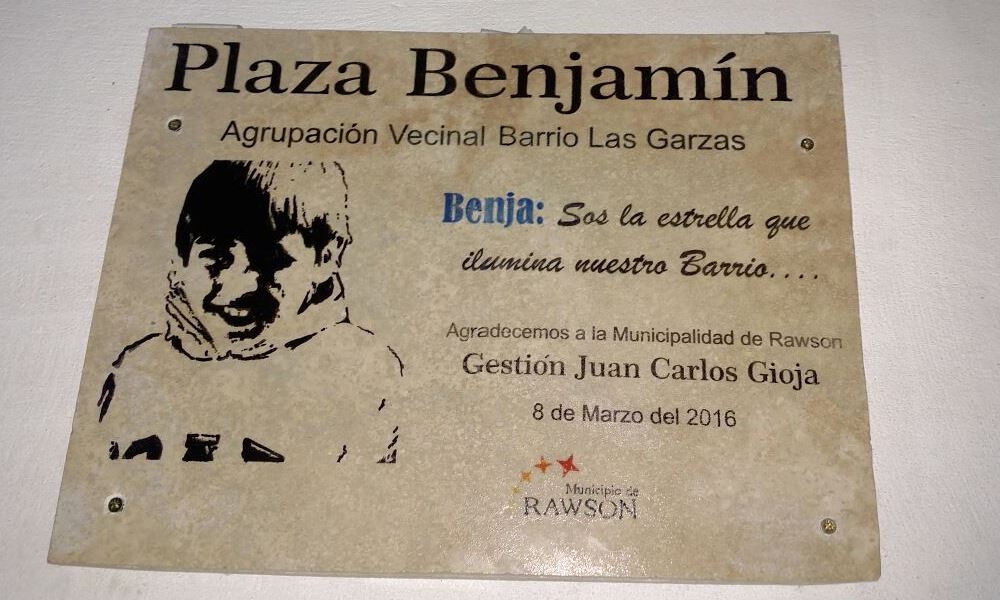 Plaza Benjamín
Agrupación Vecinal Barrio Las Garzas
Benja: Sos la estrella que
ilumina nuestro Barrio....
Agradecemos a la Municipalidad de Rawson
Gestión Juan Carlos Gioja
8 de Marzo del 2016
Municipio de
RAWSON